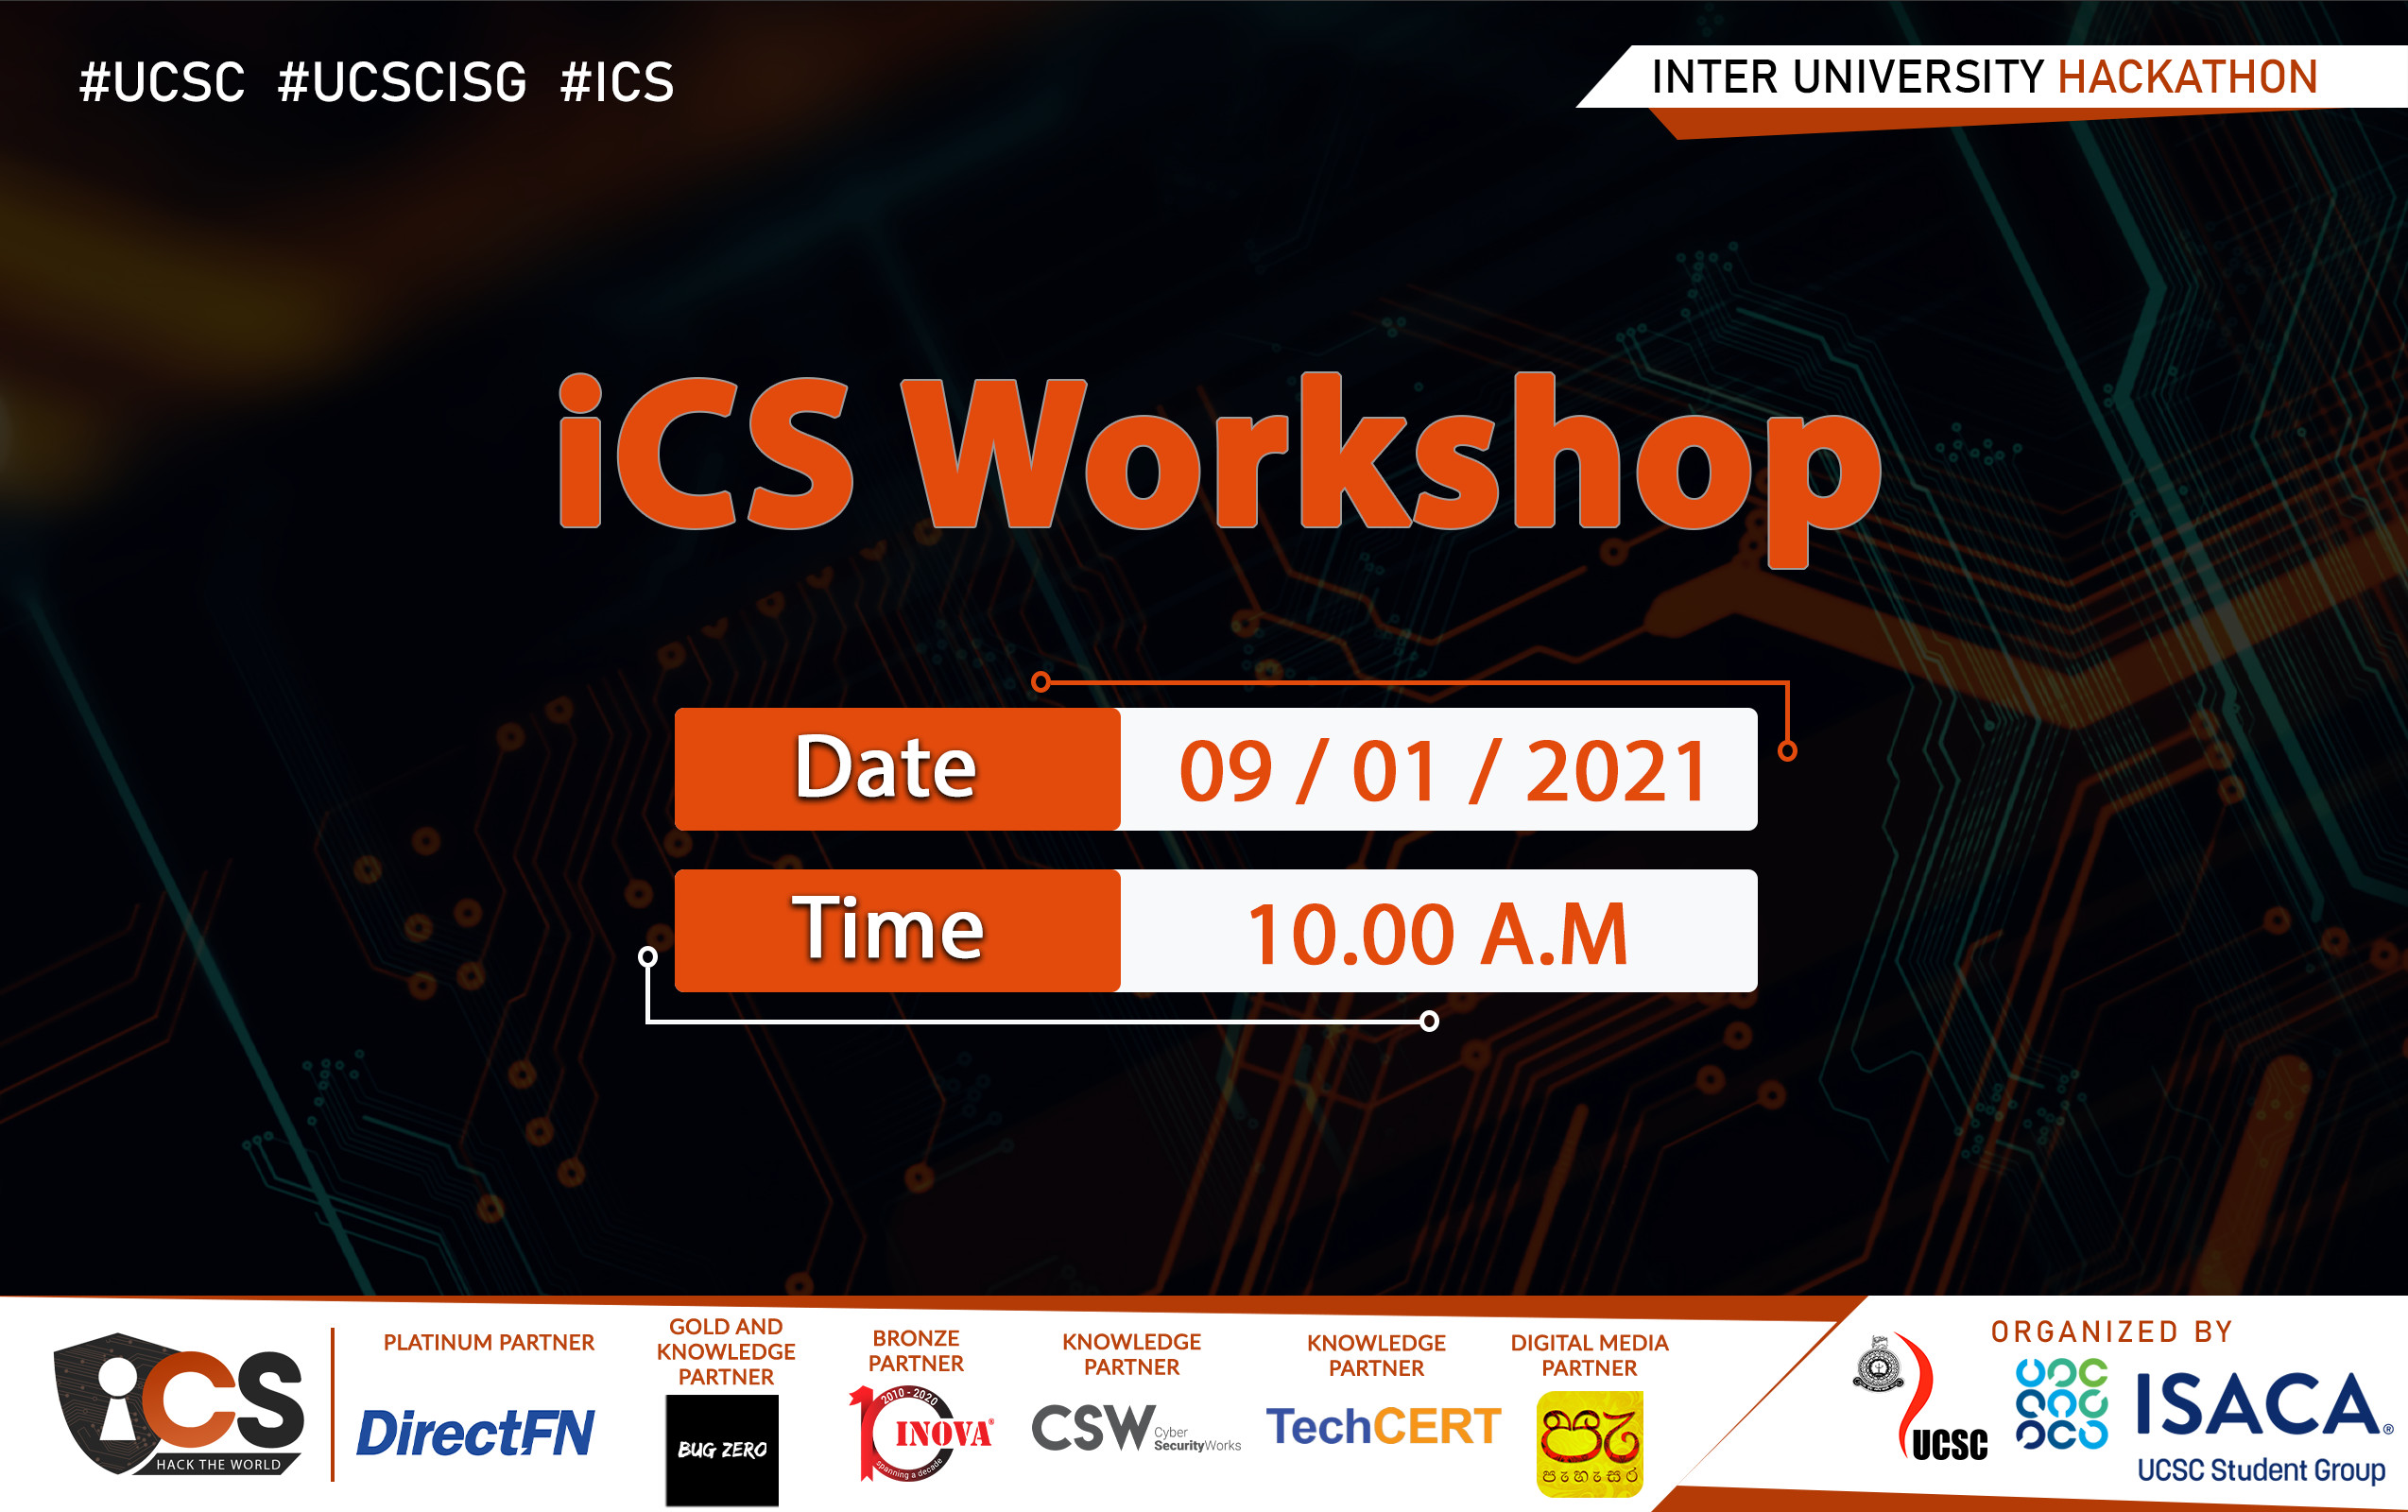 #UCSC #UCSCISG #ICS
INTER UNIVERSITY HACKATHON
iCS Workshop
Date
09 / 01 / 2021
Time
10.00 A.M
iCS
HACK THE WORLD
PLATINUM PARTNER
DirectFN
GOLD AND
KNOWLEDGE
PARTNER
BUG ZERO
BRONZE
PARTNER
2010 - 2020
10 INOVA®
spanning a decade
KNOWLEDGE
PARTNER
CSW Cyber
SecurityWorks
KNOWLEDGE
PARTNER
TechCERT
DIGITAL MEDIA
PARTNER
පැ
පැහැසර
ORGANIZED BY
UCSC
ISACA®
UCSC Student Group